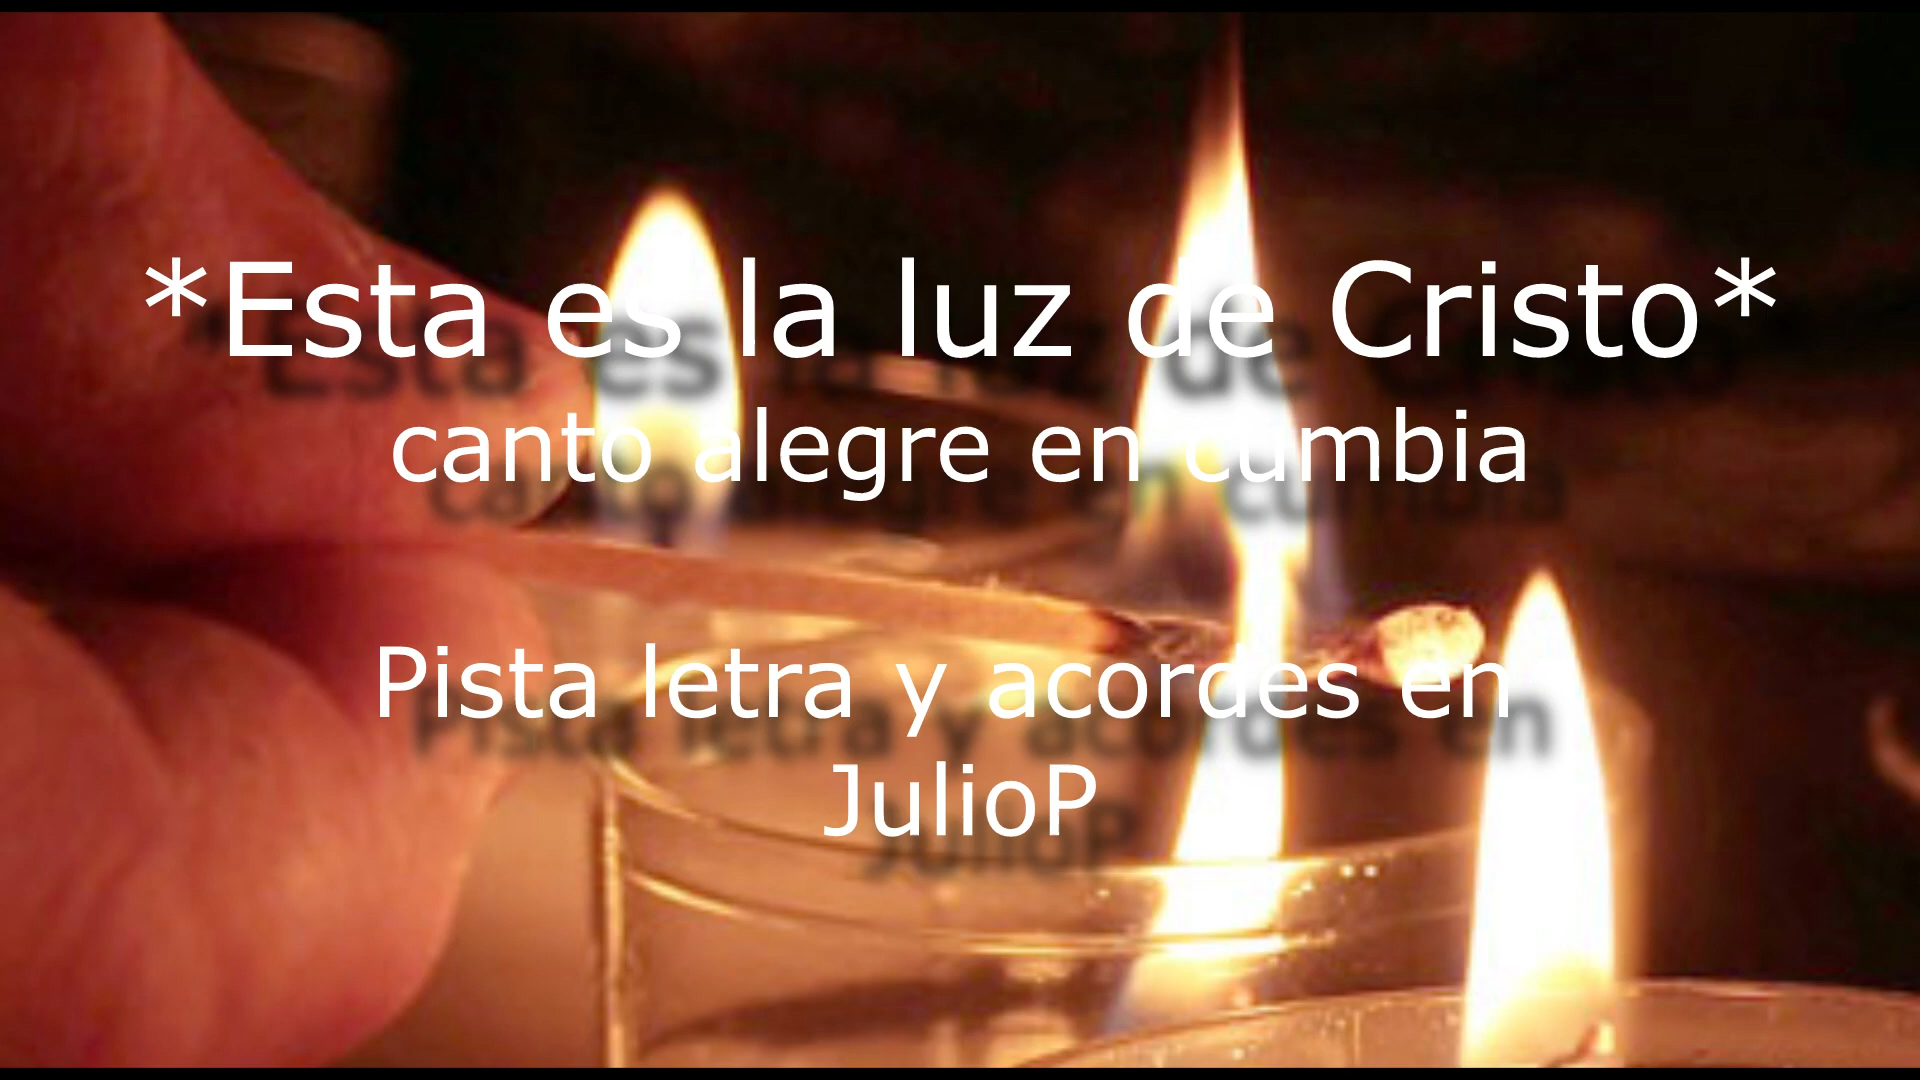 *Esta es la luz de Cristo*
canto alegre en cumbia
Pista letra y acordes en
JulioP